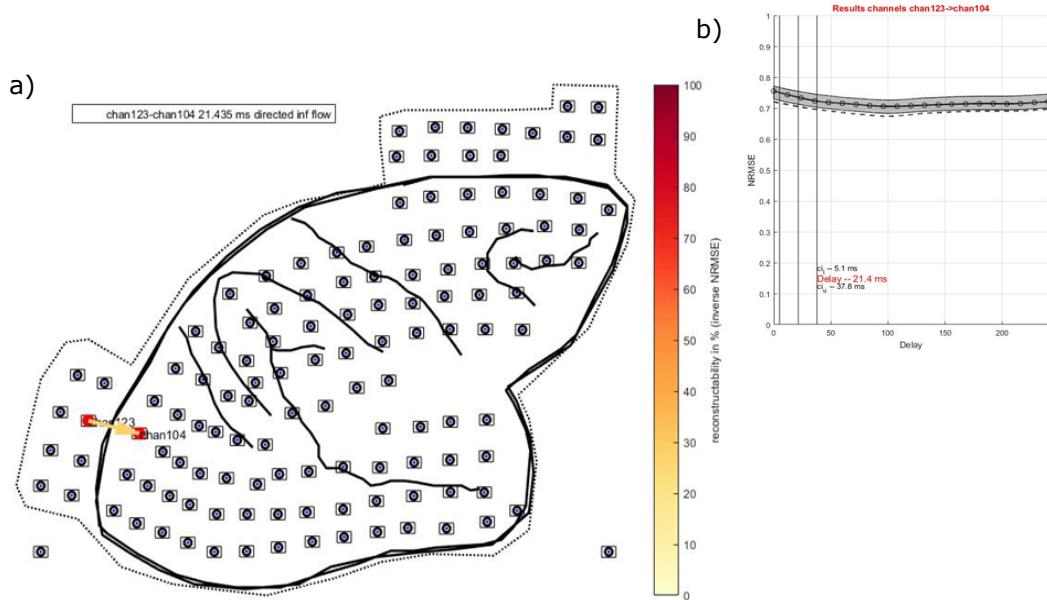 a)
chan123-chan104 21.435 ms directed inf flow
chan123
chan104
100
90
80
70
60
50
40
30
20
10
0
reconstructability in % (inverse NRMSE)
b)
Results channels chan123->chan104
1
0.9
0.8
0.7
0.6
0.5
0.4
0.3
0.2
0.1
0
NRMSE
ci_l -- 5.1 ms
Delay -- 21.4 ms
ci_u -- 37.8 ms
0 50 100 150 200
Delay